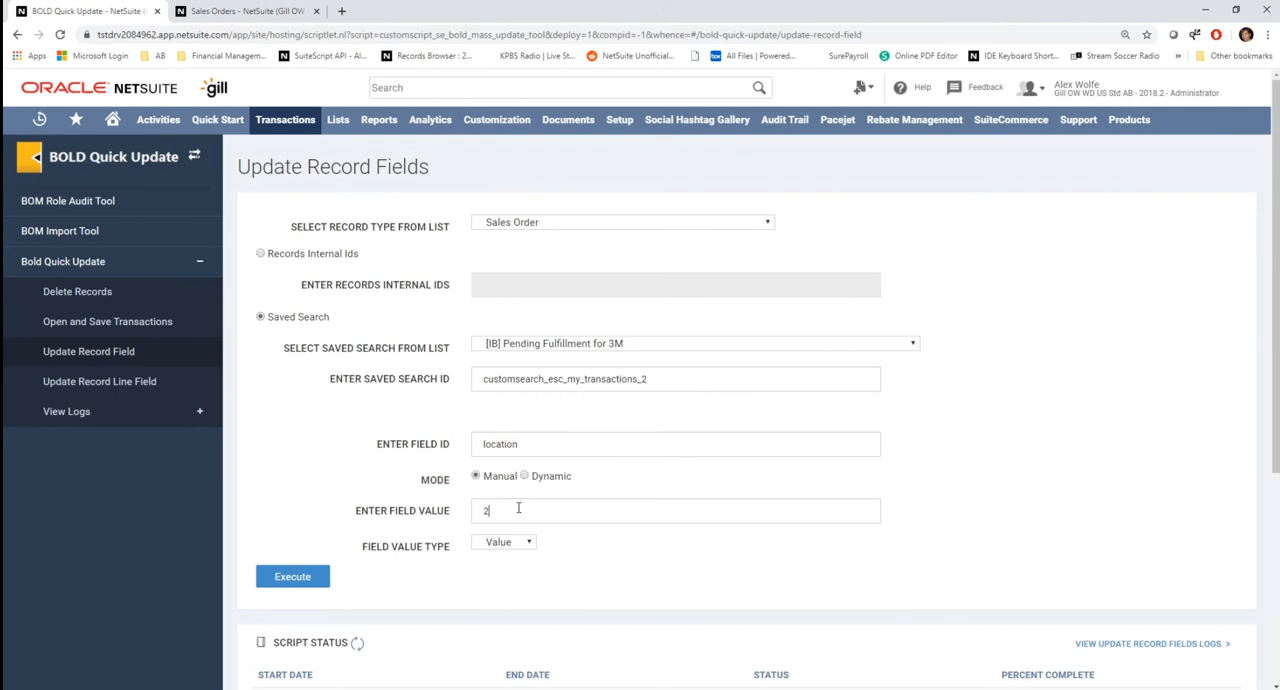 BOLD Quick Update - NetSuite (
Sales Orders - NetSuite (Gill OW
tstdrv2084962.app.netsuite.com/app/site/hosting/scriptlet.nl?script=customscript_se_bold_mass_update_tool&deploy=1&compid=-1&whence=#/bold-quick-update/update-record-field
Apps Microsoft Login AB Financial Managem... SuiteScript API - Al... Records Browser : 2... KPBS Radio | Live St... NetSuite Unofficial... All Files | Powered... SurePayroll Online PDF Editor IDE Keyboard Short... Stream Soccer Radio » Other bookmarks
ORACLE NETSUITE gill Search Help Feedback Alex Wolfe
Gill OW WD US Std AB - 2018.2 - Administrator
Activities Quick Start Transactions Lists Reports Analytics Customization Documents Setup Social Hashtag Gallery Audit Trail Pacejet Rebate Management SuiteCommerce Support Products
BOLD Quick Update
BOM Role Audit Tool
BOM Import Tool
Bold Quick Update −
Delete Records
Open and Save Transactions
Update Record Field
Update Record Line Field
View Logs +
Update Record Fields
SELECT RECORD TYPE FROM LIST Sales Order
Records Internal Ids
ENTER RECORDS INTERNAL IDS
Saved Search
SELECT SAVED SEARCH FROM LIST [IB] Pending Fulfillment for 3M
ENTER SAVED SEARCH ID customsearch_esc_my_transactions_2
ENTER FIELD ID location
MODE Manual Dynamic
ENTER FIELD VALUE 2
FIELD VALUE TYPE Value
Execute
SCRIPT STATUS VIEW UPDATE RECORD FIELDS LOGS »
START DATE END DATE STATUS PERCENT COMPLETE